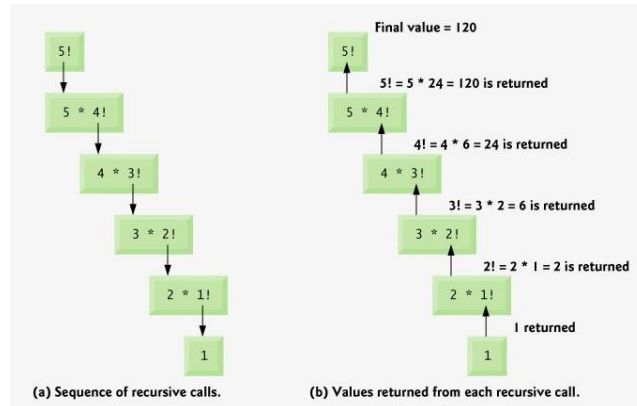 5!
5 * 4!
4 * 3!
3 * 2!
2 * 1!
1
(a) Sequence of recursive calls.
Final value = 120
5!
5! = 5 * 24 = 120 is returned
5 * 4!
4! = 4 * 6 = 24 is returned
4 * 3!
3! = 3 * 2 = 6 is returned
3 * 2!
2! = 2 * 1 = 2 is returned
2 * 1!
1 returned
1
(b) Values returned from each recursive call.